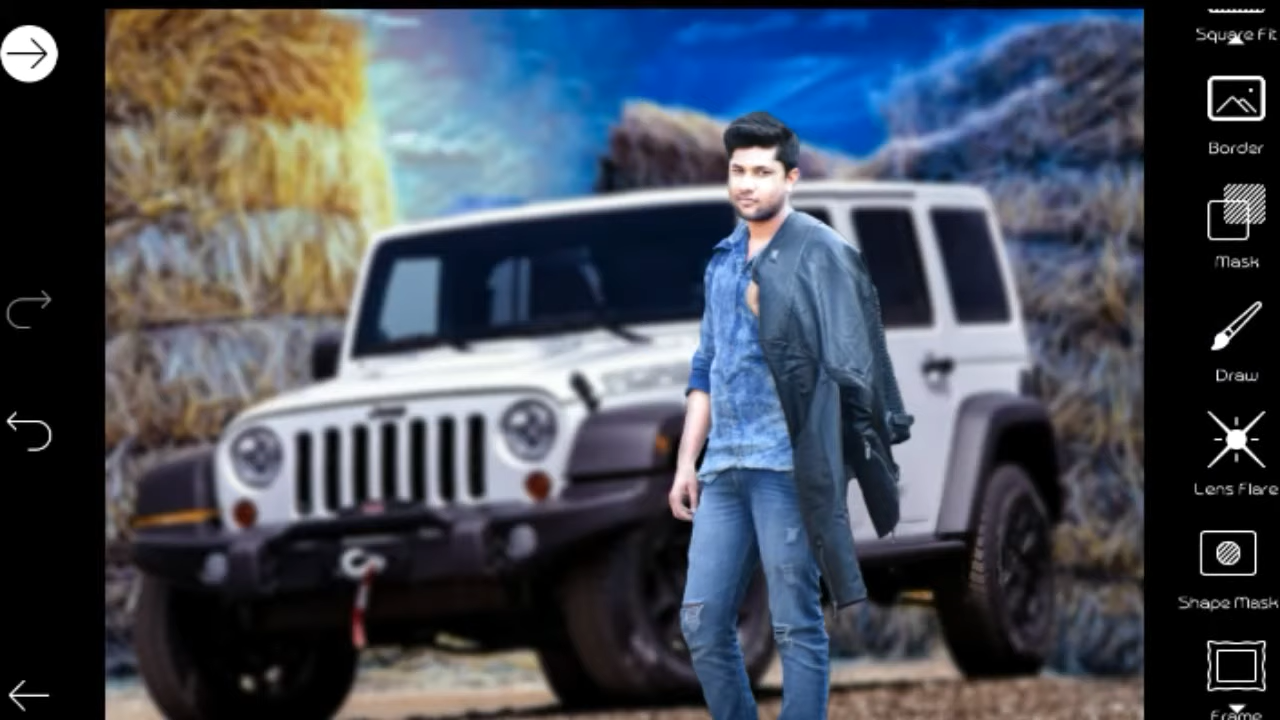 Square Fit
Border
Mask
Draw
Lens Flare
Shape Mask
Frame